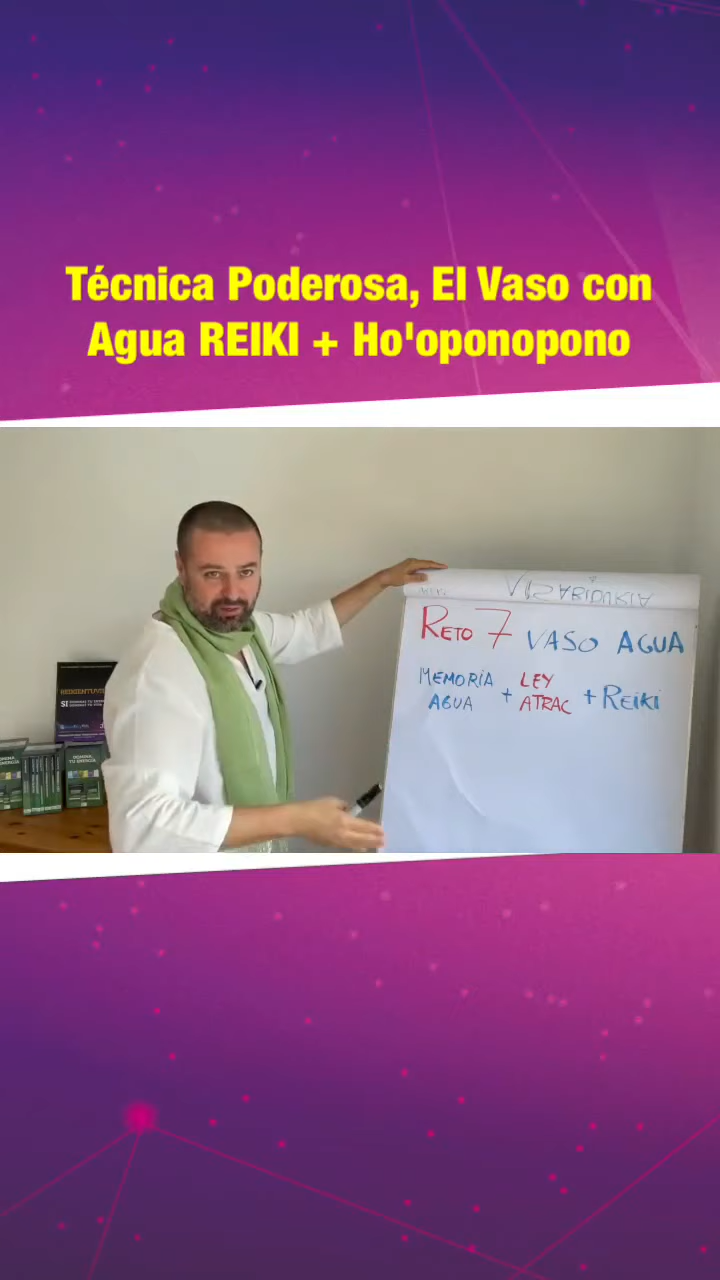 Técnica Poderosa, El Vaso con
Agua REIKI + Ho'oponopono
RETO 7 VASO AGUA
MEMORIA AGUA + LEY ATRAC + REIKI